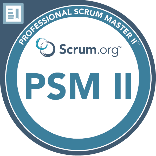 PROFESSIONAL SCRUM MASTER II
Scrum.org
PSM II